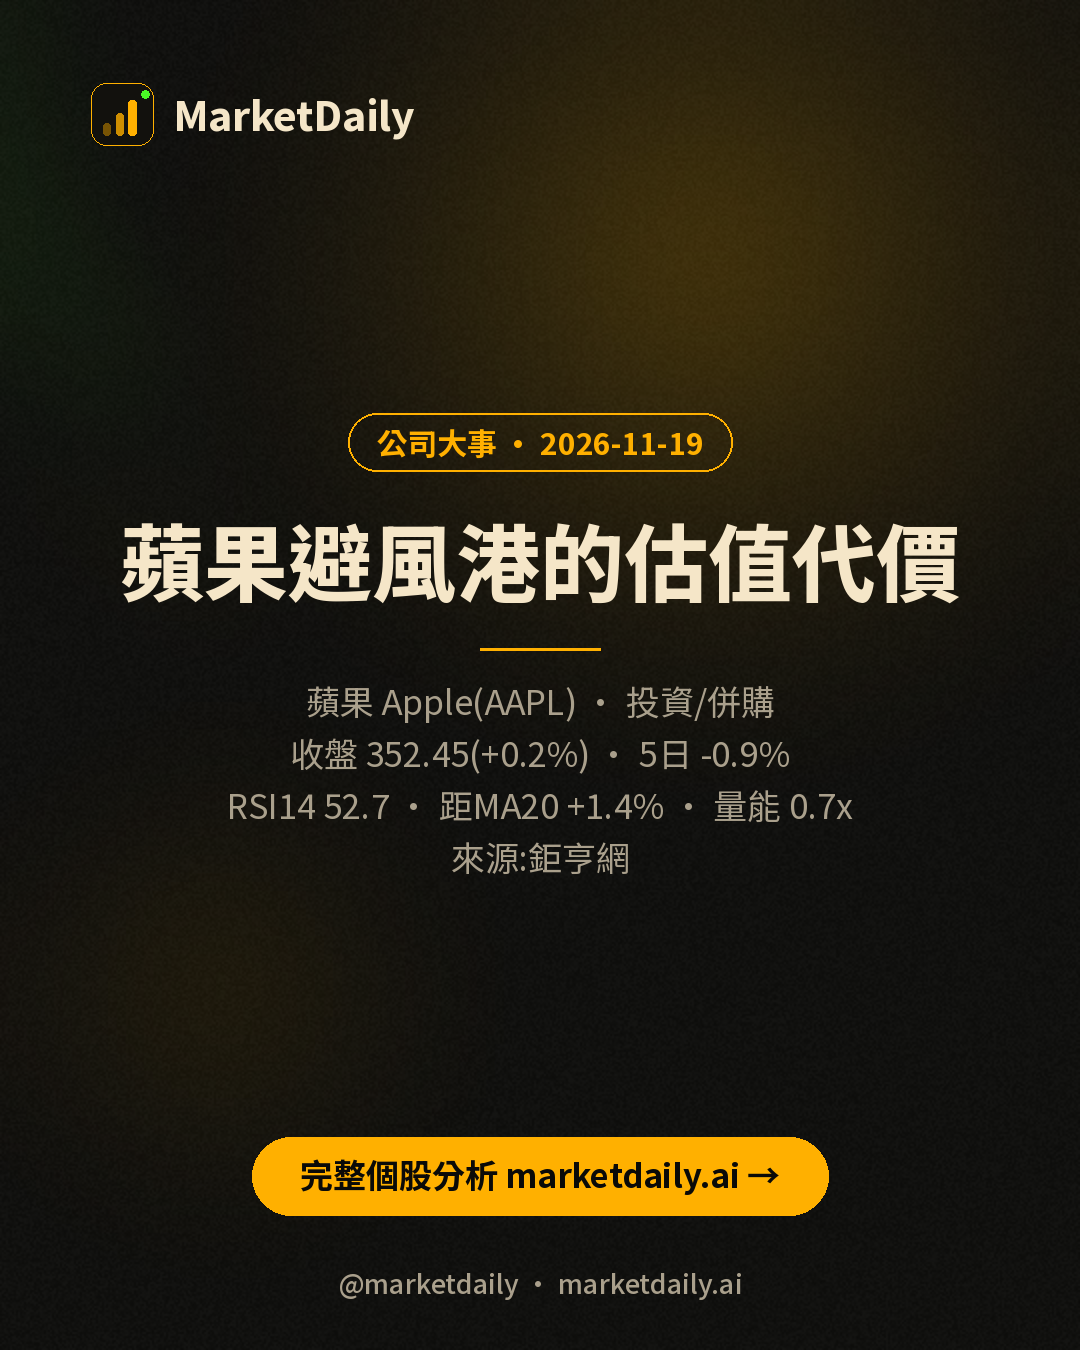 MarketDaily
公司大事 • 2026-11-19
蘋果避風港的估值代價
蘋果 Apple(AAPL) • 投資/併購
收盤 352.45(+0.2%) • 5日 -0.9%
RSI14 52.7 • 距MA20 +1.4% • 量能 0.7x
來源:鉅亨網
完整個股分析 marketdaily.ai →
@marketdaily • marketdaily.ai